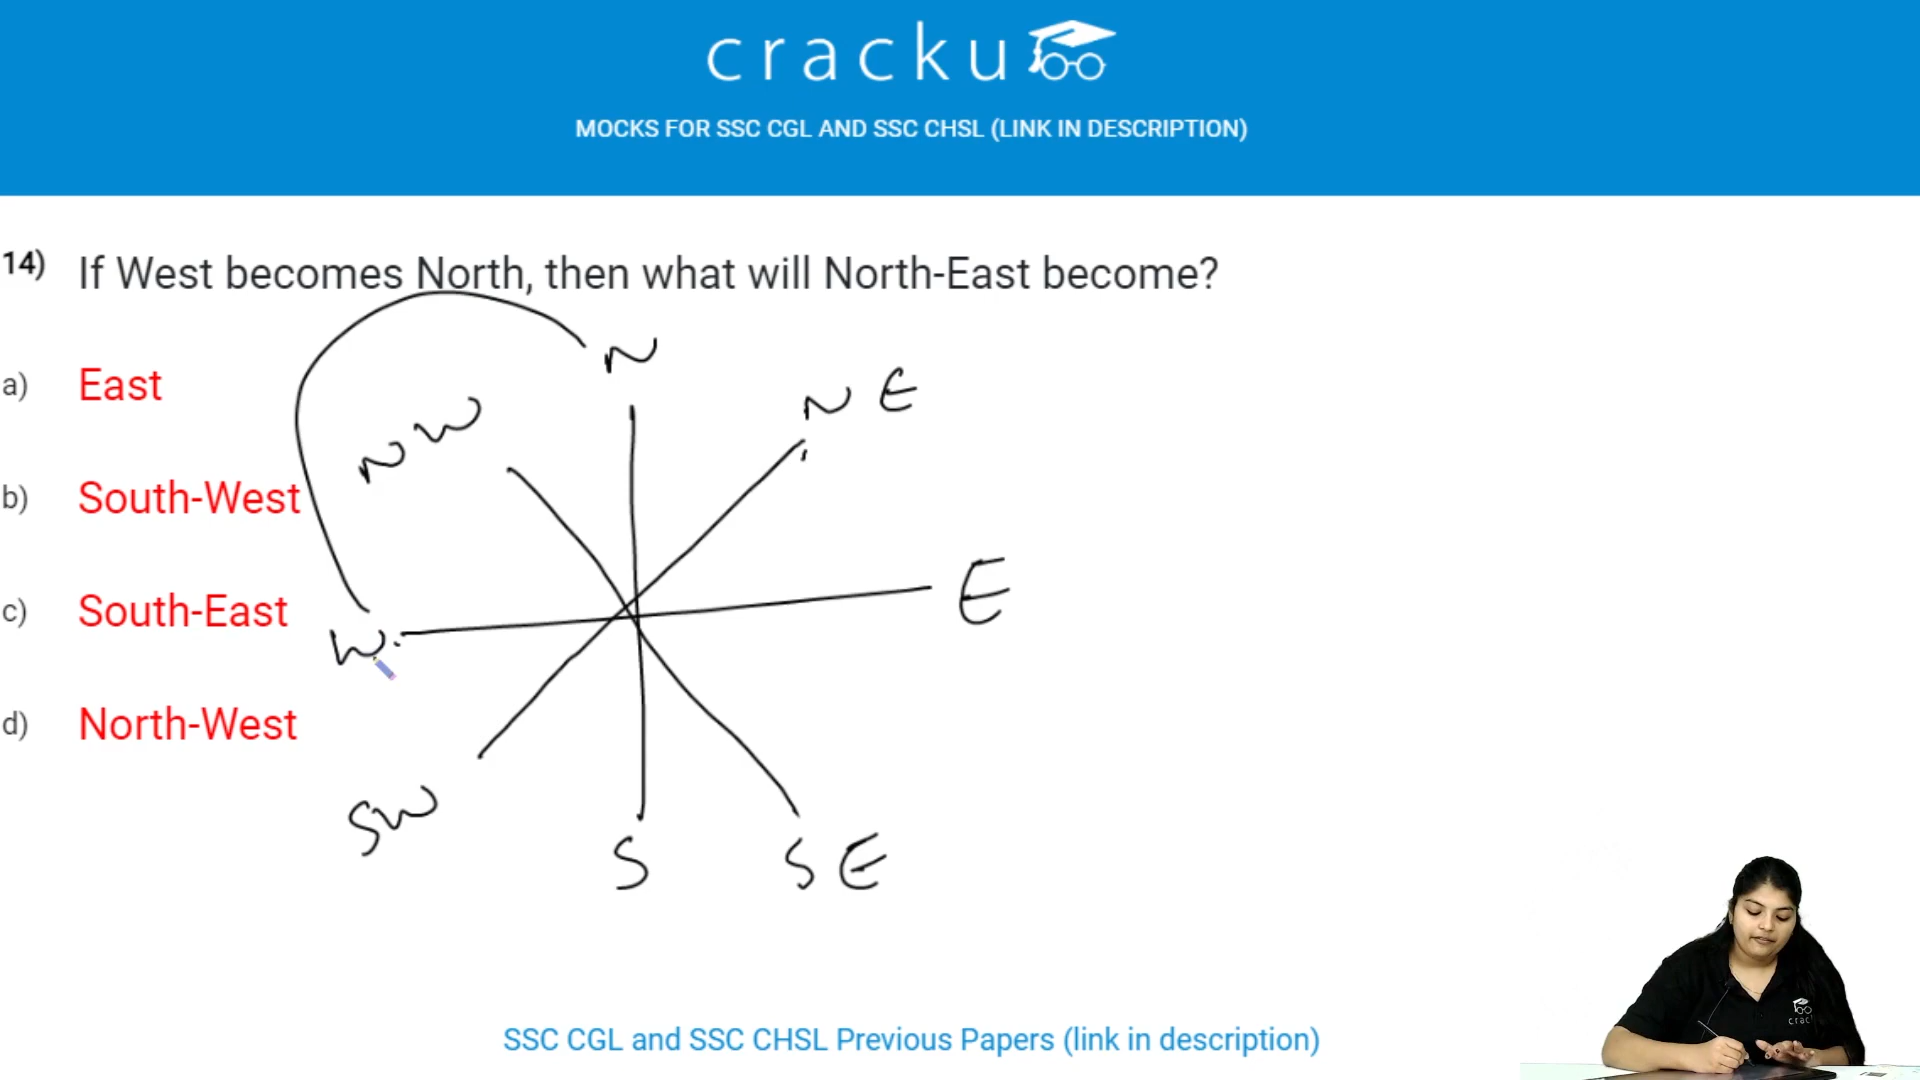 cracku
MOCKS FOR SSC CGL AND SSC CHSL (LINK IN DESCRIPTION)
14) If West becomes North, then what will North-East become?
a) East
b) South-West
c) South-East
d) North-West
N
NE
NW
E
W
SW
S
SE
crac
SSC CGL and SSC CHSL Previous Papers (link in description)